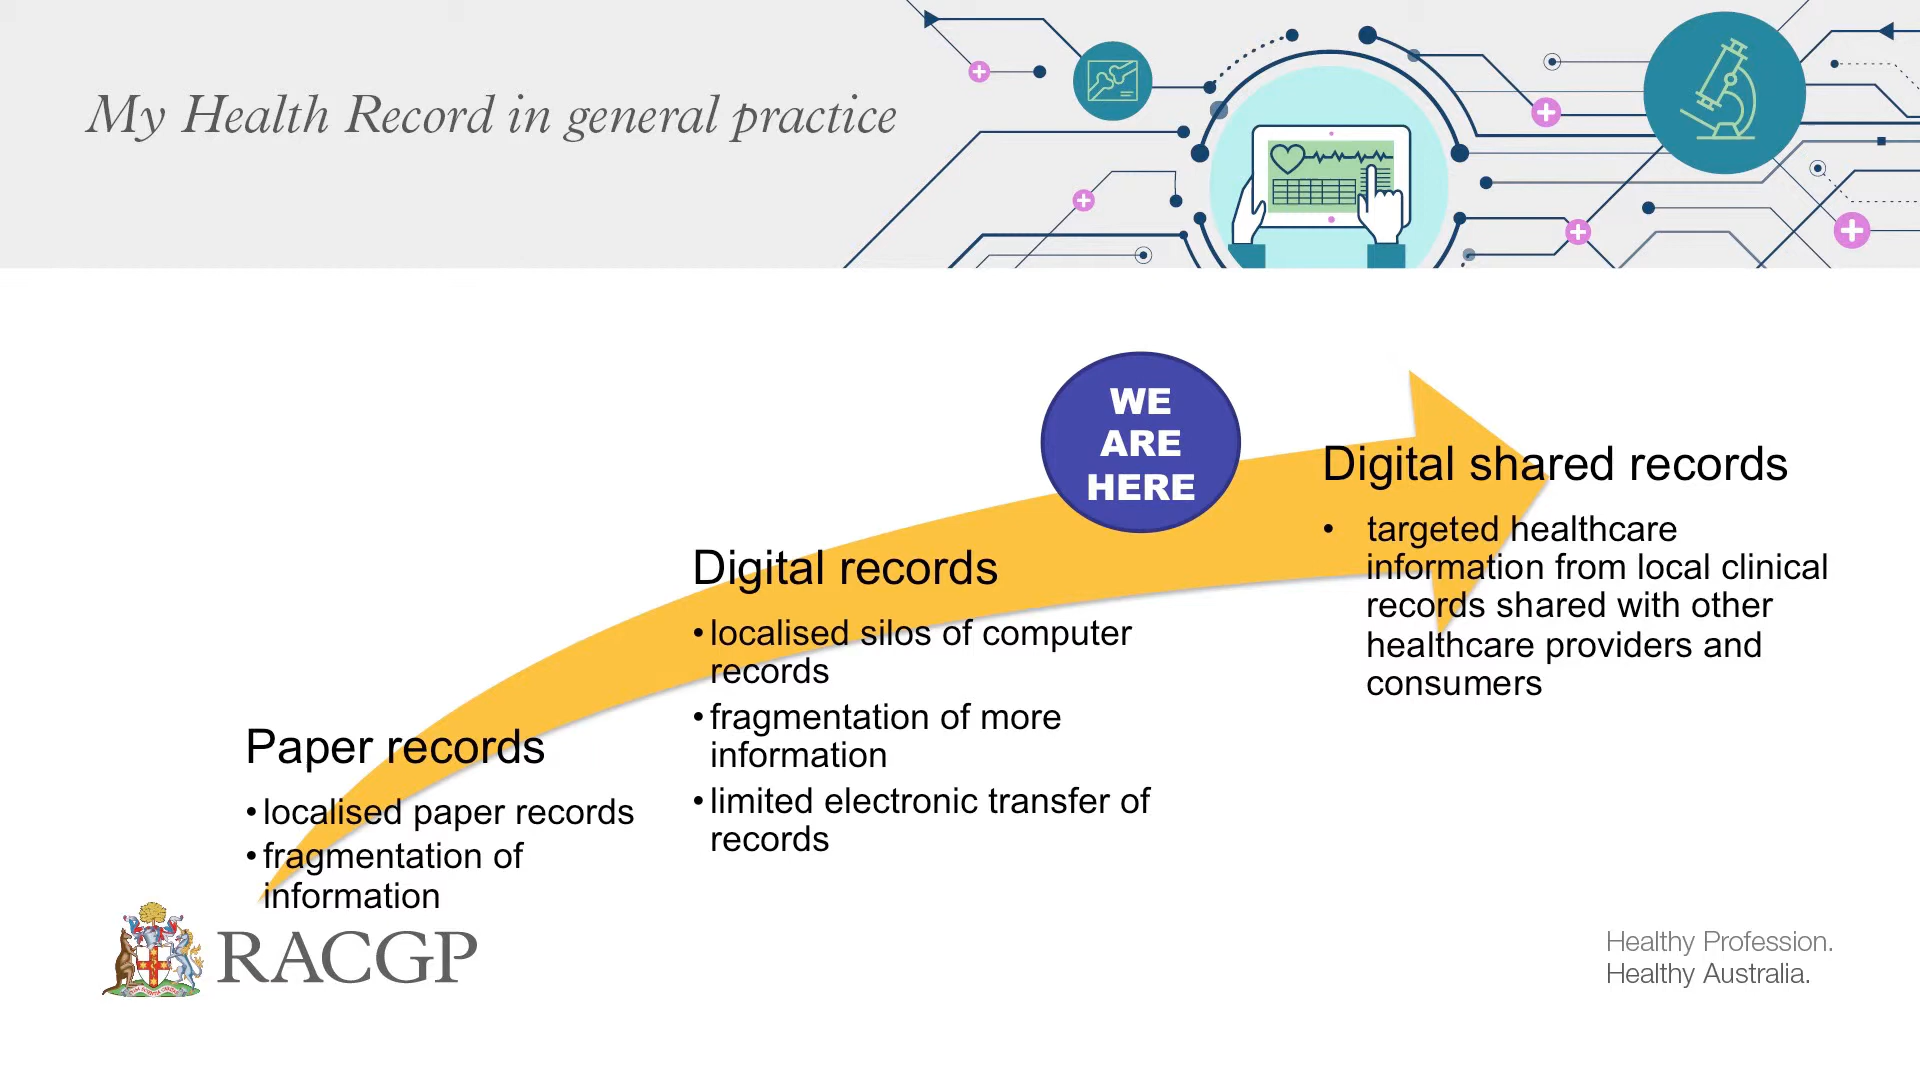 My Health Record in general practice
WE
ARE
HERE
Digital shared records
• targeted healthcare
information from local clinical
records shared with other
healthcare providers and
consumers
Digital records
• localised silos of computer
records
• fragmentation of more
information
• limited electronic transfer of
records
Paper records
• localised paper records
• fragmentation of
information
RACGP
Healthy Profession.
Healthy Australia.